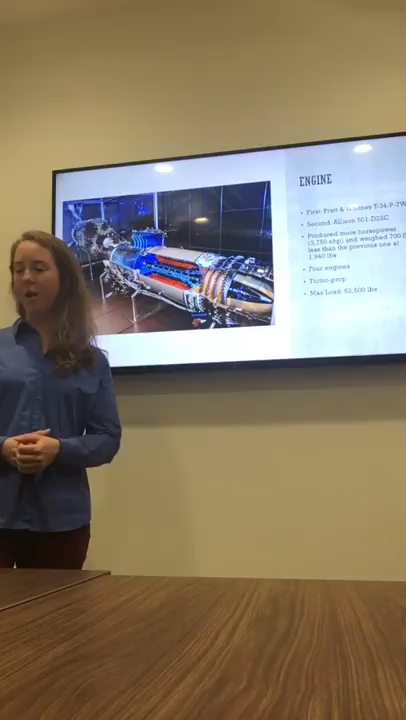 ENGINE
First: Pratt & Whitney T-34-P-7W
Second: Allison 501-D22C
Produced more horsepower
(3,750 shp) and weighed 700 l
less than the previous one at
1,940 lbs
Four engines
Turbo-prop
Max Load: 52,500 lbs